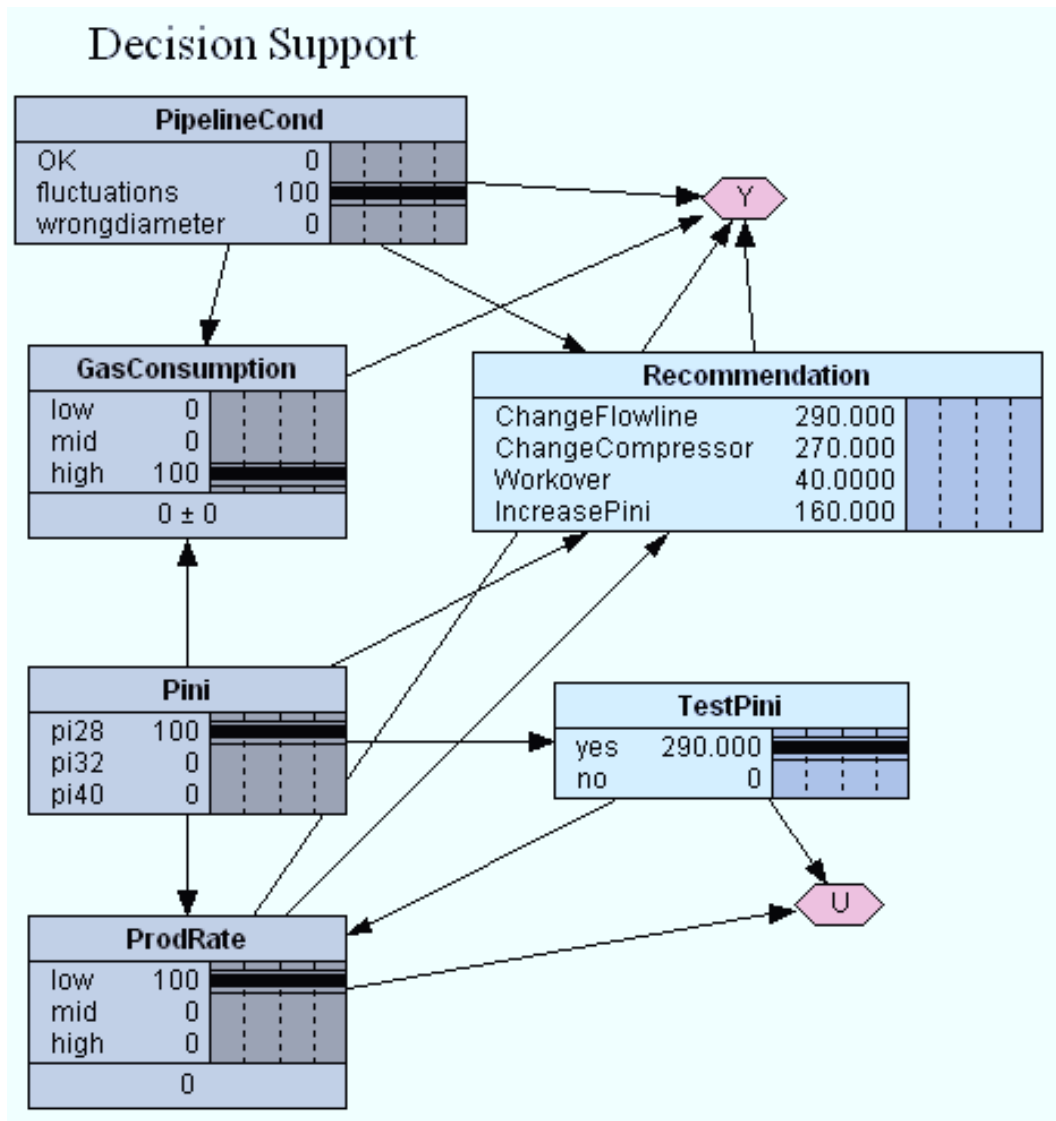 Decision Support
PipelineCond
OK 0
fluctuations 100
wrongdiameter 0
Y
GasConsumption
low 0
mid 0
high 100
0 ± 0
Recommendation
ChangeFlowline 290.000
ChangeCompressor 270.000
Workover 40.0000
IncreasePini 160.000
Pini
pi28 100
pi32 0
pi40 0
TestPini
yes 290.000
no 0
U
ProdRate
low 100
mid 0
high 0
0